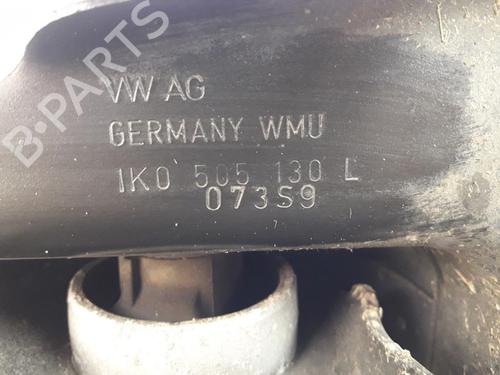 B-PARTS
VW AG
GERMANY WMU
1K0 505 130 L
073S9